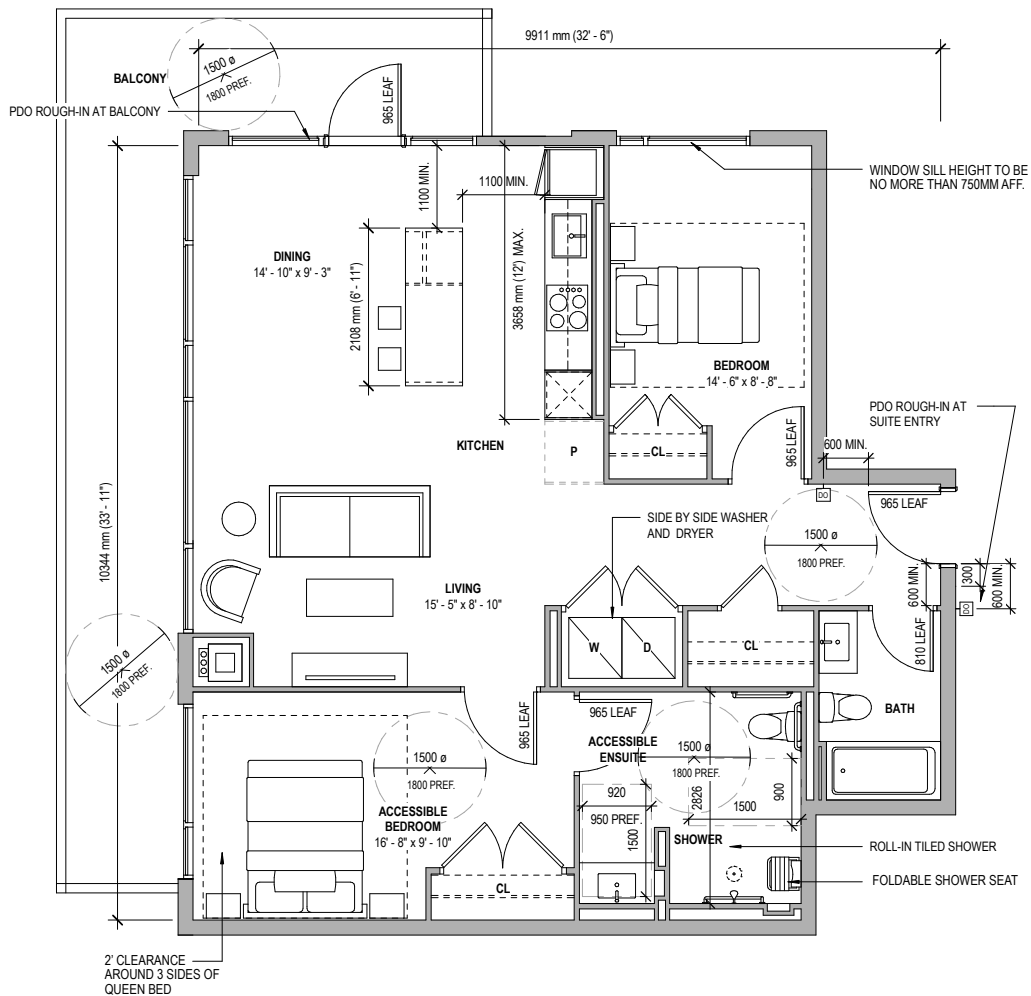 9911 mm (32' - 6")
1500 ø
1800 PREF.
BALCONY
965 LEAF
PDO ROUGH-IN AT BALCONY
WINDOW SILL HEIGHT TO BE
NO MORE THAN 750MM AFF.
1100 MIN.
1100 MIN.
DINING
14' - 10" x 9' - 3"
3658 mm (12') MAX.
2108 mm (6' - 11")
BEDROOM
14' - 6" x 8' - 8"
KITCHEN
P
CL
965 LEAF
PDO ROUGH-IN AT
SUITE ENTRY
600 MIN.
DO
965 LEAF
10344 mm (33' - 11")
SIDE BY SIDE WASHER
AND DRYER
1500 ø
1800 PREF.
600 MIN.
300
600 MIN.
DO
LIVING
15' - 5" x 8' - 10"
W
D
CL
810 LEAF
1500 ø
1800 PREF.
965 LEAF
965 LEAF
BATH
ACCESSIBLE
ENSUITE
1500 ø
1800 PREF.
1500 ø
1800 PREF.
920
950 PREF.
1500
2826
1500
900
ACCESSIBLE
BEDROOM
16' - 8" x 9' - 10"
SHOWER
ROLL-IN TILED SHOWER
FOLDABLE SHOWER SEAT
CL
2' CLEARANCE
AROUND 3 SIDES OF
QUEEN BED